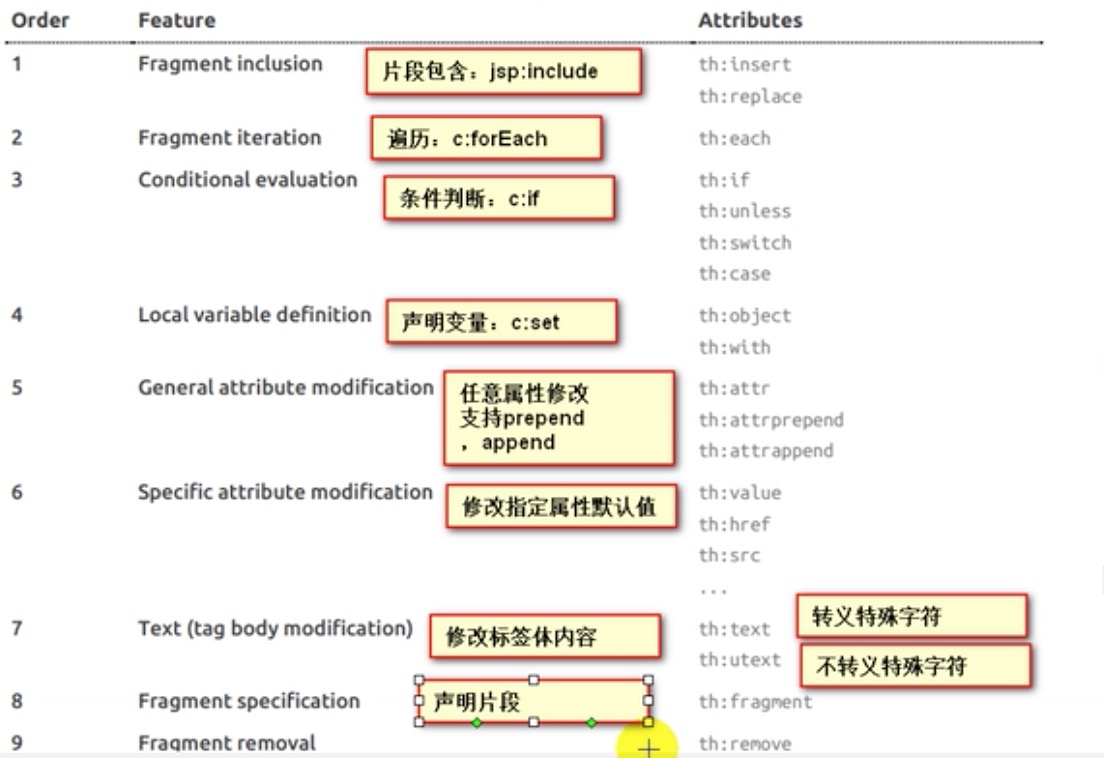 Order Feature Attributes
1 Fragment inclusion 片段包含：jsp:include th:insert
th:replace
2 Fragment iteration 遍历：c:forEach th:each
3 Conditional evaluation 条件判断：c:if th:if
th:unless
th:switch
th:case
4 Local variable definition 声明变量：c:set th:object
th:with
5 General attribute modification 任意属性修改 th:attr
支持prepend th:attrprepend
，append th:attrappend
6 Specific attribute modification 修改指定属性默认值 th:value
th:href
th:src
...
7 Text (tag body modification) 修改标签体内容 th:text 转义特殊字符
th:utext 不转义特殊字符
8 Fragment specification 声明片段 th:fragment
9 Fragment removal th:remove